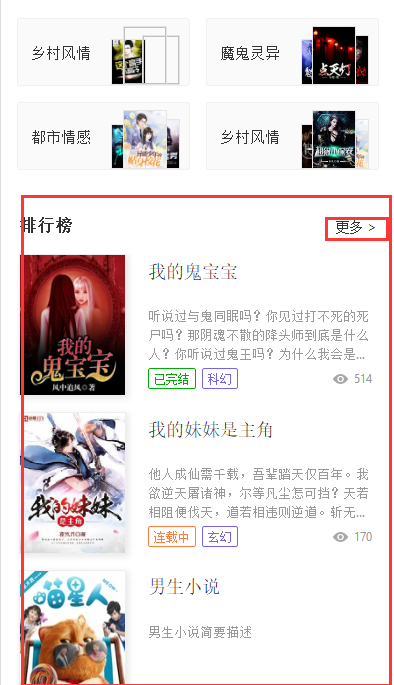 乡村风情
魔鬼灵异
点天灯
都市情感
乡村风情
排行榜
更多 >
我的鬼宝宝
听说过与鬼同眠吗？你见过打不死的死
尸吗？那阴魂不散的降头师到底是什么
人？你听说过鬼王吗？为什么我会是...
已完结
科幻
514
我的
鬼宝宝
风中追风◎著
我的妹妹是主角
他人成仙需千载，吾辈踏天仅百年。我
欲逆天屠诸神，尔等凡尘怎可挡？天若
相阻便伐天，道若相违则逆道。斩无...
连载中
玄幻
170
我的妹妹
是主角
男生小说
男生小说简要描述
喵星人